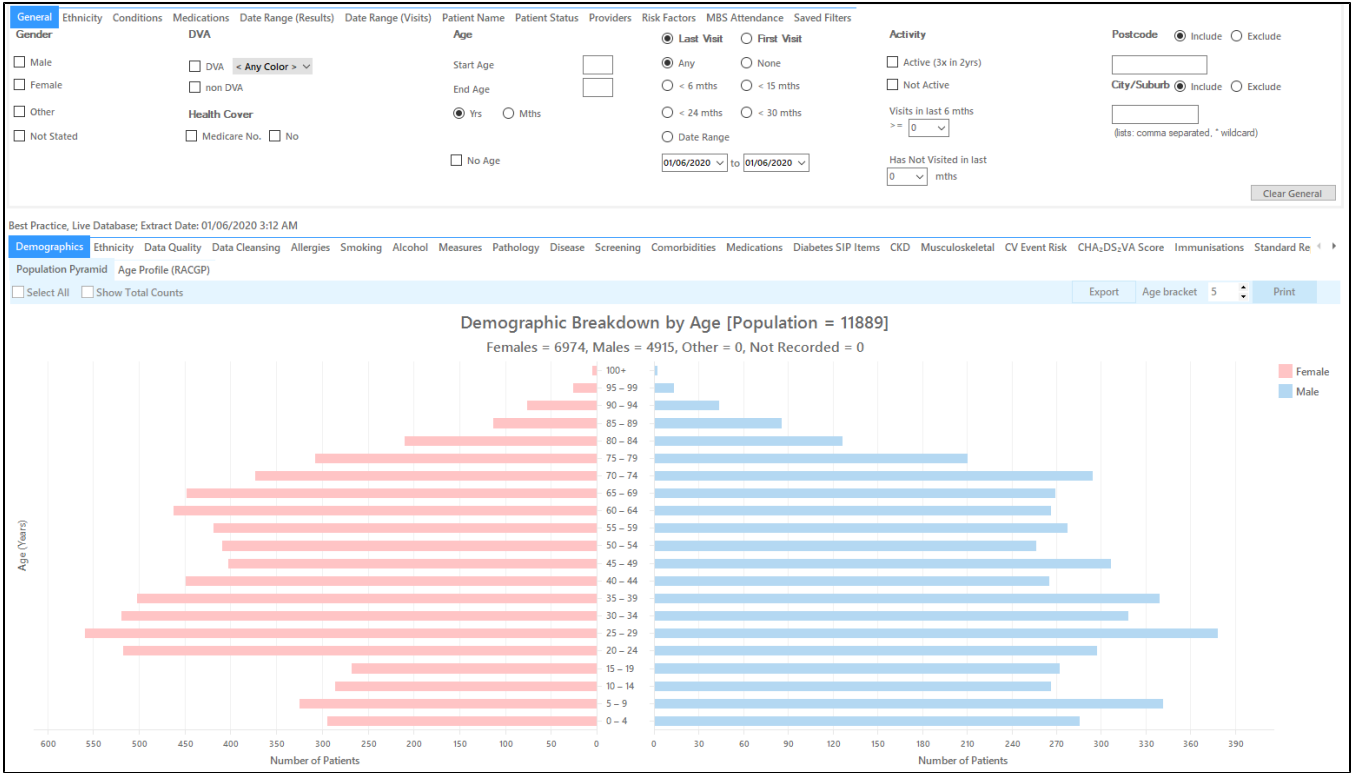 General Ethnicity Conditions Medications Date Range (Results) Date Range (Visits) Patient Name Patient Status Providers Risk Factors MBS Attendance Saved Filters
Gender DVA Age Last Visit First Visit Activity Postcode Include Exclude
Male DVA < Any Color > Start Age Any None Active (3x in 2yrs)
Female non DVA End Age < 6 mths < 15 mths Not Active City/Suburb Include Exclude
Other Health Cover Yrs Mths < 24 mths < 30 mths Visits in last 6 mths
>= 0
Not Stated Medicare No. No Date Range (lists: comma separated, * wildcard)
No Age 01/06/2020 to 01/06/2020 Has Not Visited in last
0 mths
Clear General
Best Practice, Live Database; Extract Date: 01/06/2020 3:12 AM
Demographics Ethnicity Data Quality Data Cleansing Allergies Smoking Alcohol Measures Pathology Disease Screening Comorbidities Medications Diabetes SIP Items CKD Musculoskeletal CV Event Risk CHA₂DS₂VA Score Immunisations Standard Re
Population Pyramid Age Profile (RACGP)
Select All Show Total Counts Export Age bracket 5 Print
Demographic Breakdown by Age [Population = 11889]
Females = 6974, Males = 4915, Other = 0, Not Recorded = 0
100+
95 – 99
90 – 94
85 – 89
80 – 84
75 – 79
70 – 74
65 – 69
60 – 64
55 – 59
50 – 54
45 – 49
40 – 44
35 – 39
30 – 34
25 – 29
20 – 24
15 – 19
10 – 14
5 – 9
0 – 4
Female
Male
Age (Years)
600 550 500 450 400 350 300 250 200 150 100 50 0 0 30 60 90 120 150 180 210 240 270 300 330 360 390
Number of Patients Number of Patients